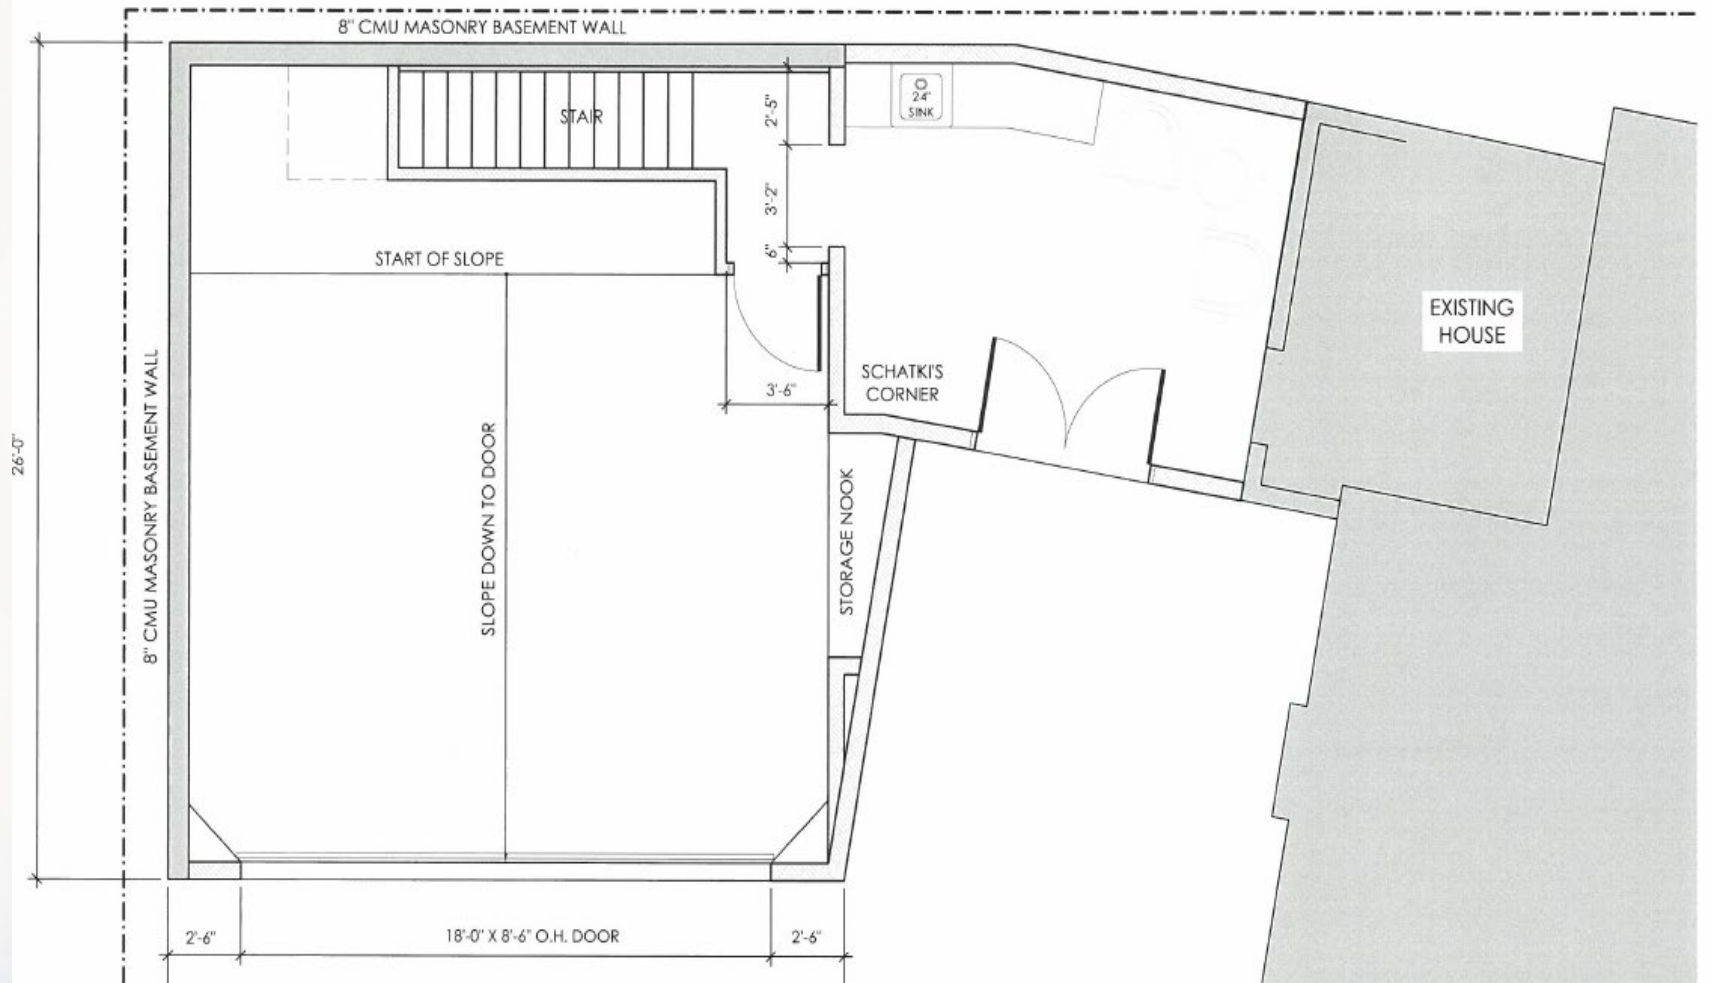 8" CMU MASONRY BASEMENT WALL
STAIR
2'-5"
24"
SINK
3'-2"
6"
START OF SLOPE
EXISTING
HOUSE
SCHATKI'S
CORNER
3'-6"
26'-0"
8" CMU MASONRY BASEMENT WALL
SLOPE DOWN TO DOOR
STORAGE NOOK
2'-6"
18'-0" X 8'-6" O.H. DOOR
2'-6"